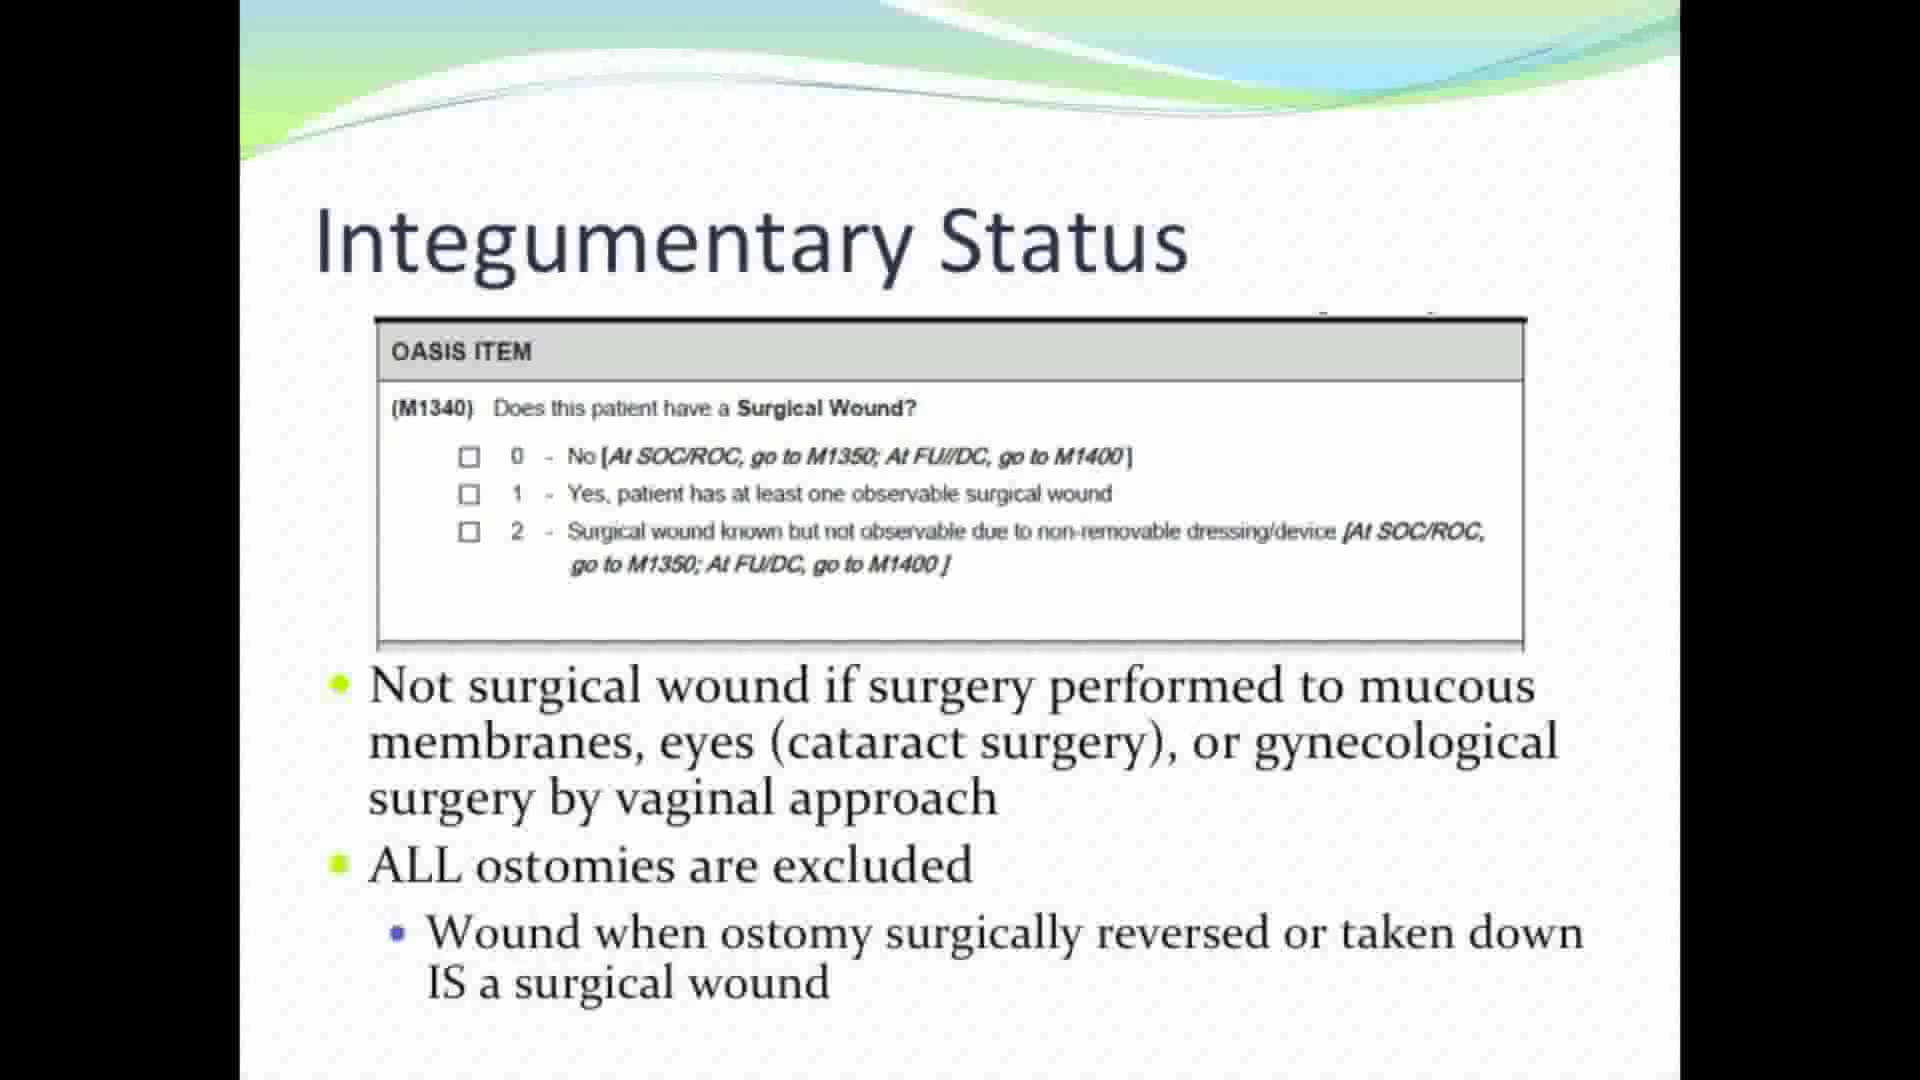 Integumentary Status
OASIS ITEM
(M1340) Does this patient have a Surgical Wound?
0 - No [At SOC/ROC, go to M1350; At FU//DC, go to M1400]
1 - Yes, patient has at least one observable surgical wound
2 - Surgical wound known but not observable due to non-removable dressing/device [At SOC/ROC,
go to M1350; At FU/DC, go to M1400 ]
• Not surgical wound if surgery performed to mucous
membranes, eyes (cataract surgery), or gynecological
surgery by vaginal approach
• ALL ostomies are excluded
• Wound when ostomy surgically reversed or taken down
IS a surgical wound